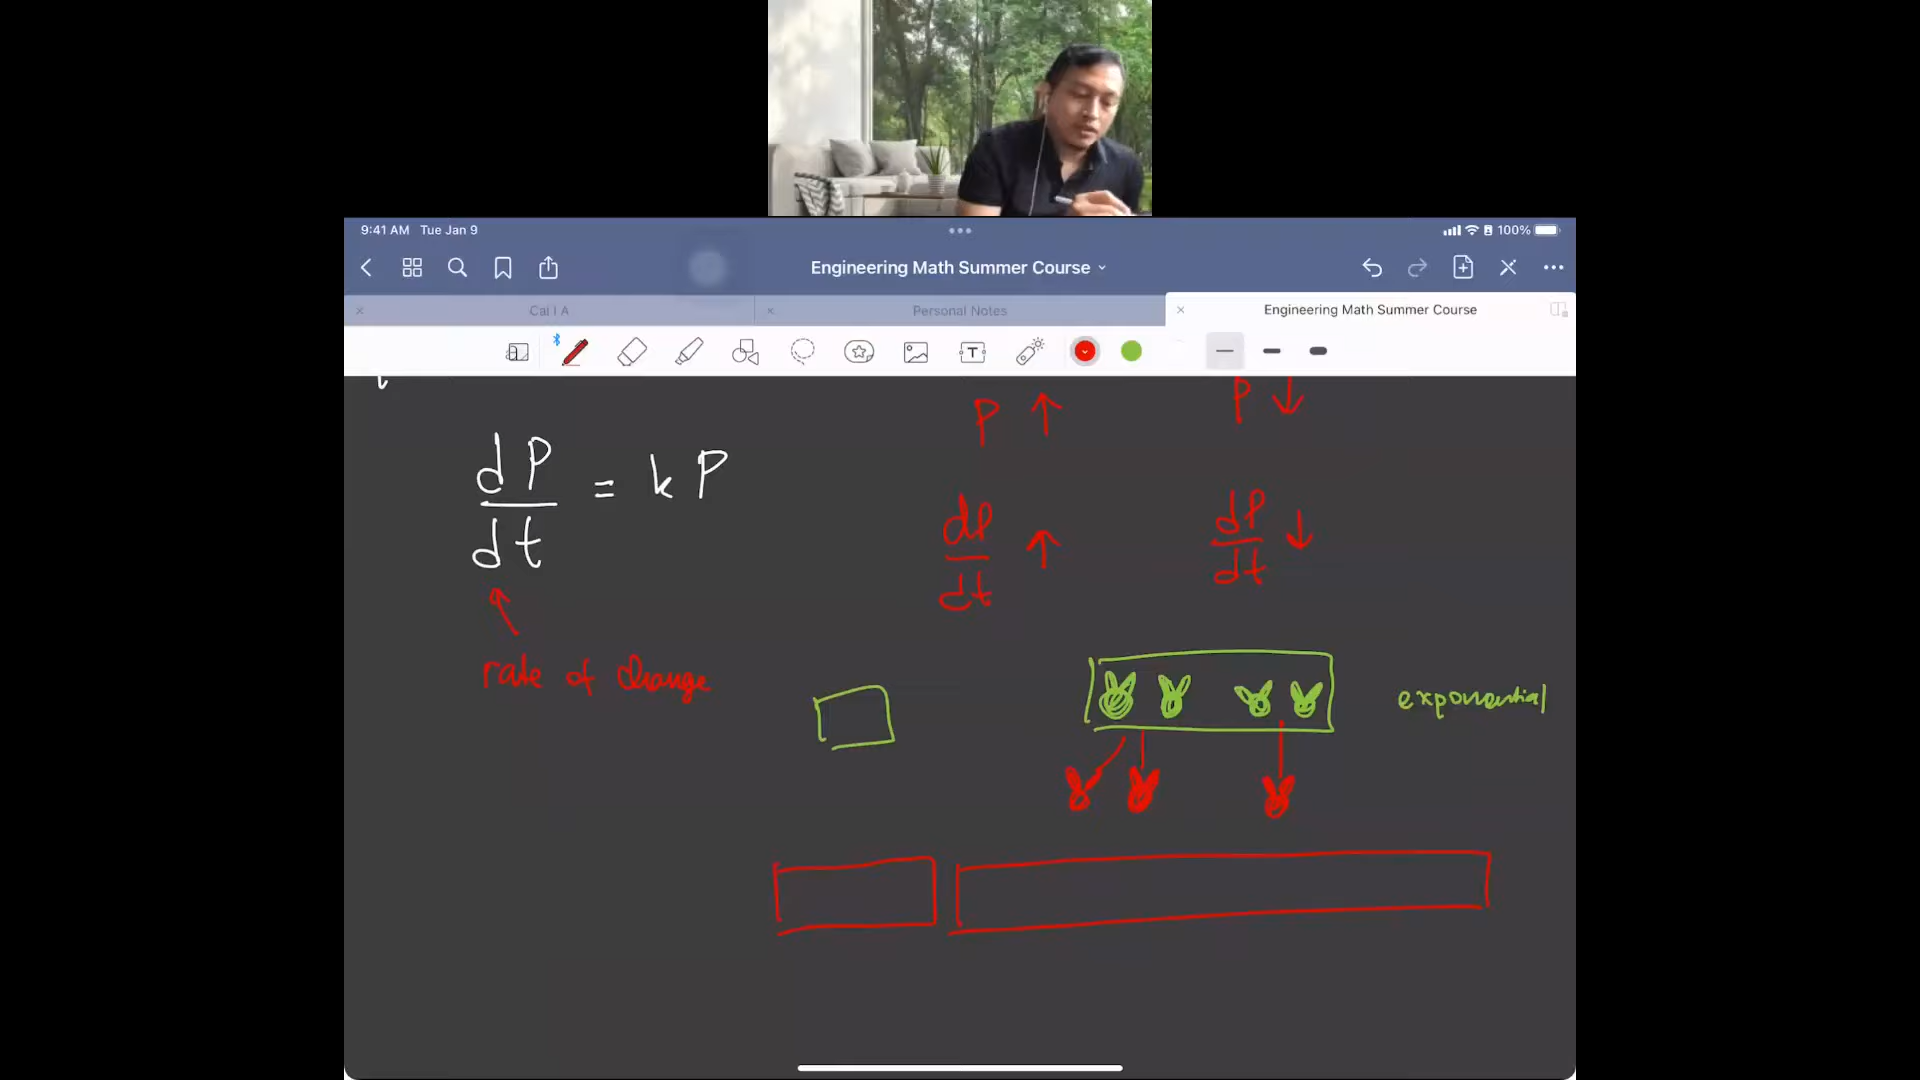 9:41 AM Tue Jan 9
100%
Engineering Math Summer Course
Cal I A
Personal Notes
Engineering Math Summer Course
P ↑
P ↓
dP/dt = kP
dP/dt ↑
dP/dt ↓
rate of change
exponential